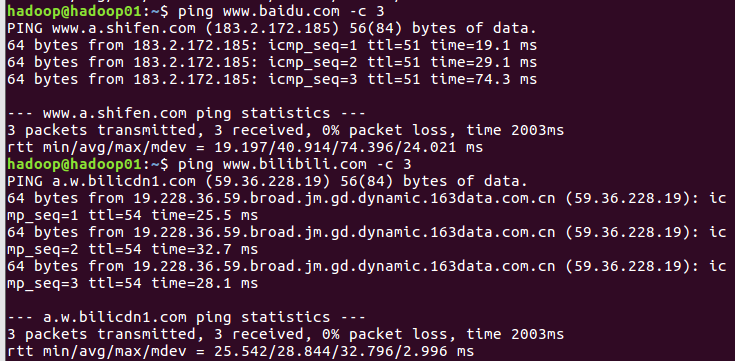 hadoop@hadoop01:~$ ping www.baidu.com -c 3
PING www.a.shifen.com (183.2.172.185) 56(84) bytes of data.
64 bytes from 183.2.172.185: icmp_seq=1 ttl=51 time=19.1 ms
64 bytes from 183.2.172.185: icmp_seq=2 ttl=51 time=29.1 ms
64 bytes from 183.2.172.185: icmp_seq=3 ttl=51 time=74.3 ms

--- www.a.shifen.com ping statistics ---
3 packets transmitted, 3 received, 0% packet loss, time 2003ms
rtt min/avg/max/mdev = 19.197/40.914/74.396/24.021 ms
hadoop@hadoop01:~$ ping www.bilibili.com -c 3
PING a.w.bilicdn1.com (59.36.228.19) 56(84) bytes of data.
64 bytes from 19.228.36.59.broad.jm.gd.dynamic.163data.com.cn (59.36.228.19): ic
mp_seq=1 ttl=54 time=25.5 ms
64 bytes from 19.228.36.59.broad.jm.gd.dynamic.163data.com.cn (59.36.228.19): ic
mp_seq=2 ttl=54 time=32.7 ms
64 bytes from 19.228.36.59.broad.jm.gd.dynamic.163data.com.cn (59.36.228.19): ic
mp_seq=3 ttl=54 time=28.1 ms

--- a.w.bilicdn1.com ping statistics ---
3 packets transmitted, 3 received, 0% packet loss, time 2003ms
rtt min/avg/max/mdev = 25.542/28.844/32.796/2.996 ms